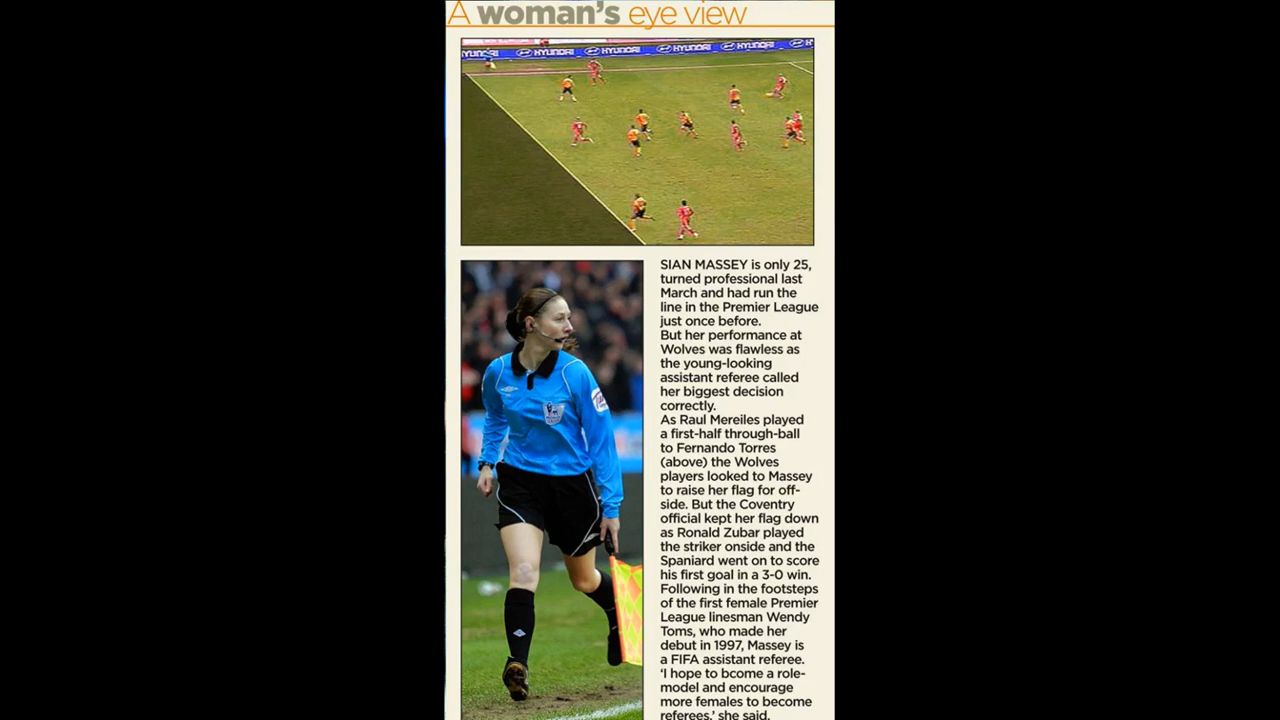 A woman's eye view
HYUNDAI HYUNDAI HYUNDAI HYUNDAI
SIAN MASSEY is only 25,
turned professional last
March and had run the
line in the Premier League
just once before.
But her performance at
Wolves was flawless as
the young-looking
assistant referee called
her biggest decision
correctly.
As Raul Mereiles played
a first-half through-ball
to Fernando Torres
(above) the Wolves
players looked to Massey
to raise her flag for off-
side. But the Coventry
official kept her flag down
as Ronald Zubar played
the striker onside and the
Spaniard went on to score
his first goal in a 3-0 win.
Following in the footsteps
of the first female Premier
League linesman Wendy
Toms, who made her
debut in 1997, Massey is
a FIFA assistant referee.
'I hope to bcome a role-
model and encourage
more females to become
referees,' she said.